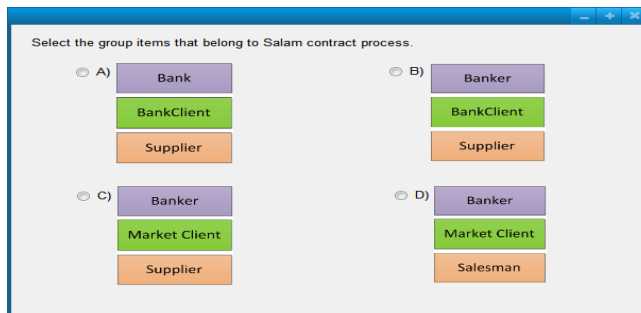 Select the group items that belong to Salam contract process.
A)
Bank
BankClient
Supplier
B)
Banker
BankClient
Supplier
C)
Banker
Market Client
Supplier
D)
Banker
Market Client
Salesman